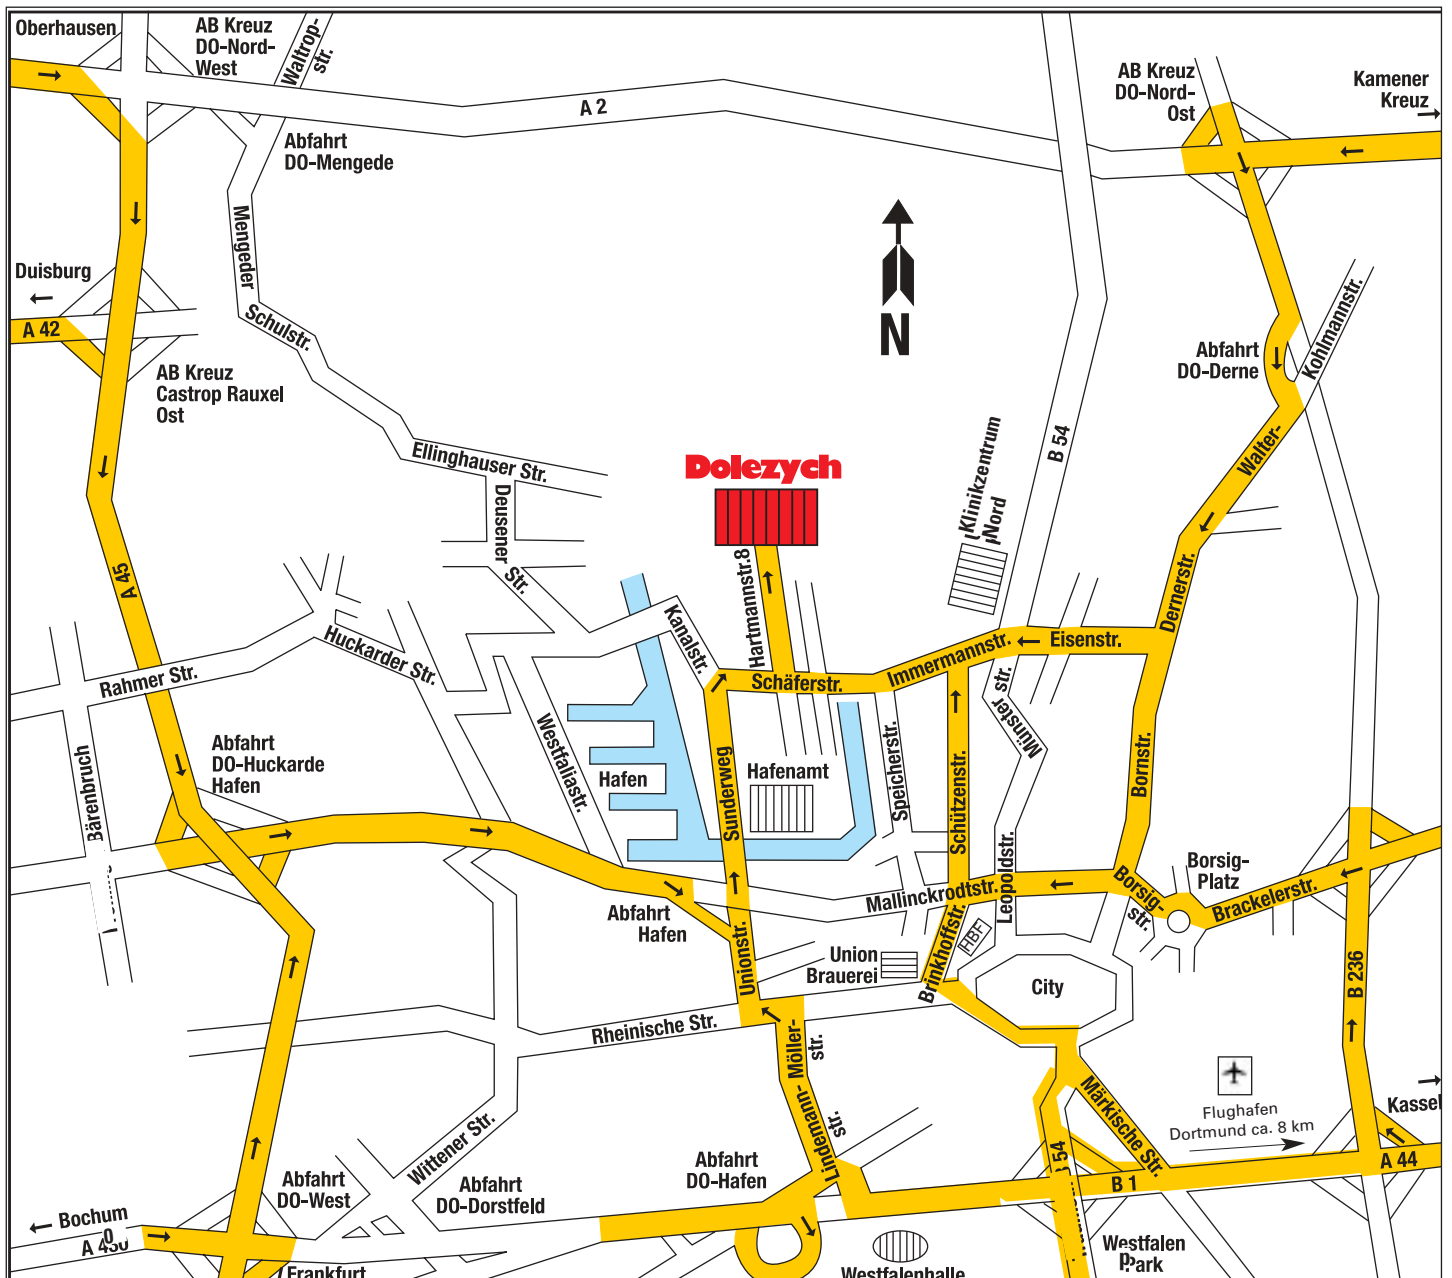 Oberhausen
AB Kreuz
DO-Nord-
West
Waltrop-
str.
A 2
AB Kreuz
DO-Nord-
Ost
Kamener
Kreuz
Abfahrt
DO-Mengede
Mengeder
Schulstr.
Duisburg
A 42
AB Kreuz
Castrop Rauxel
Ost
N
Abfahrt
DO-Derne
Kohlmannstr.
Walter-
Dernerstr.
B 54
Ellinghauser Str.
Deusener
Str.
Dolezych
Klinikzentrum
Nord
A 45
Hartmannstr.8
Kanalstr.
Huckarder Str.
Rahmer Str.
Schäferstr.
Immermannstr.
Eisenstr.
Münster
str.
Bärenbruch
Abfahrt
DO-Huckarde
Hafen
Westfaliastr.
Hafen
Sunderweg
Hafenamt
Speicherstr.
Schützenstr.
Leopoldstr.
Bornstr.
Borsig-
Platz
Borsig-
str.
Brackelerstr.
Mallinckrodtstr.
Abfahrt
Hafen
Unionstr.
Union
Brauerei
Brinkhoffstr.
HBF
City
B 236
Rheinische Str.
Möller-
str.
Lindemann-
str.
Märkische Str.
Flughafen
Dortmund ca. 8 km
Kassel
A 44
B 1
54
Wittener Str.
Abfahrt
DO-West
Abfahrt
DO-Dorstfeld
Abfahrt
DO-Hafen
Bochum
A 430
Frankfurt
Westfalenhalle
Westfalen
Park